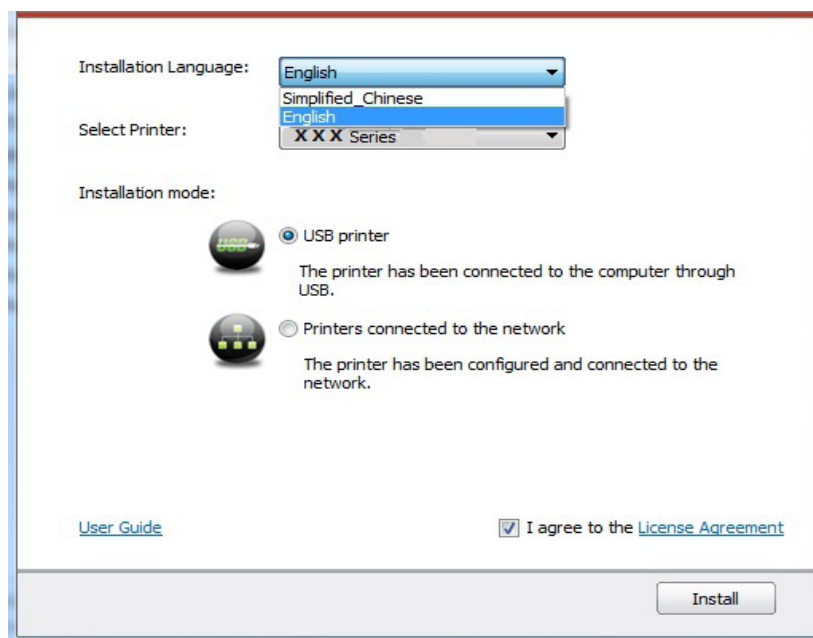 Installation Language:
English
Simplified_Chinese
English
Select Printer:
X X X Series
Installation mode:
USB
USB printer
The printer has been connected to the computer through
USB.
Printers connected to the network
The printer has been configured and connected to the
network.
User Guide
I agree to the License Agreement
Install